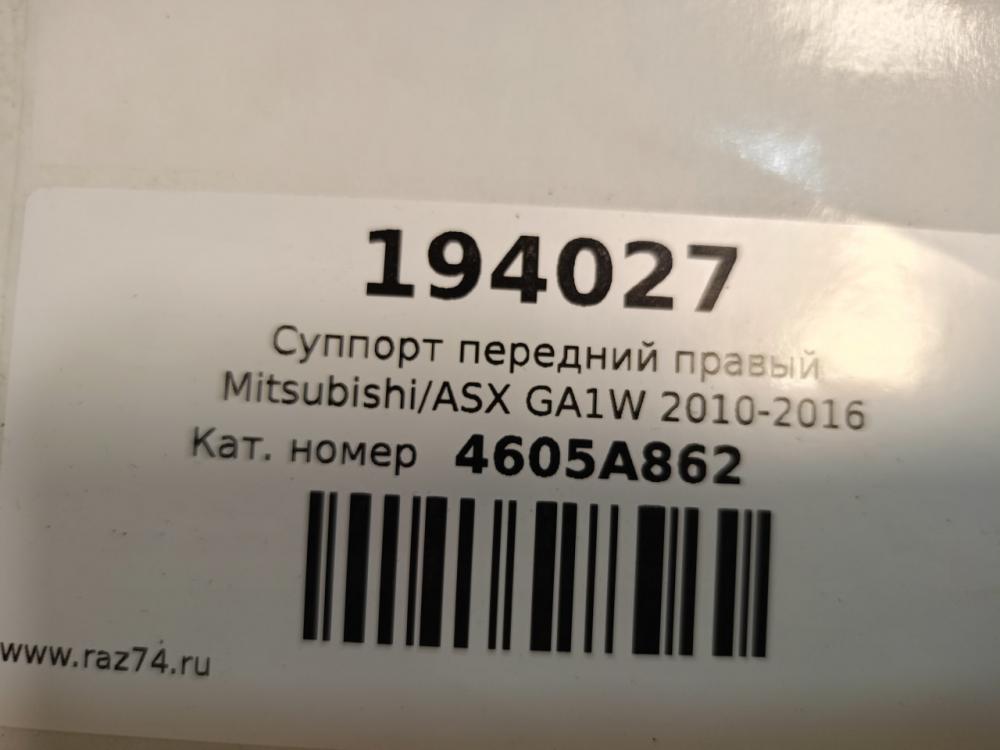 194027
Суппорт передний правый
Mitsubishi/ASX GA1W 2010-2016
Кат. номер 4605A862
www.raz74.ru